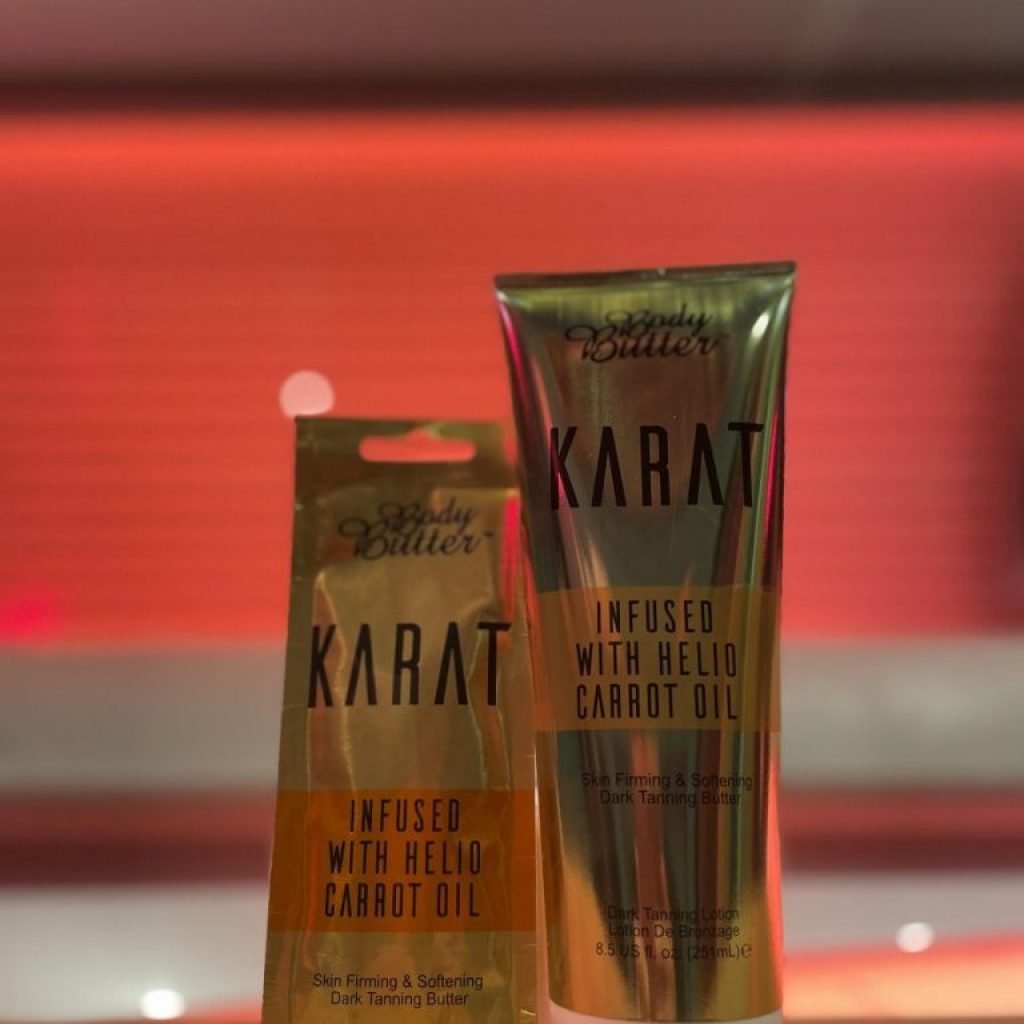 Body
Butter™
KARAT
INFUSED
WITH HELIO
CARROT OIL
Skin Firming & Softening
Dark Tanning Butter
Body
Butter™
KARAT
INFUSED
WITH HELIO
CARROT OIL
Skin Firming & Softening
Dark Tanning Butter
Dark Tanning Lotion
Lotion De Bronzage
8.5 US fl. oz. (251mL)℮